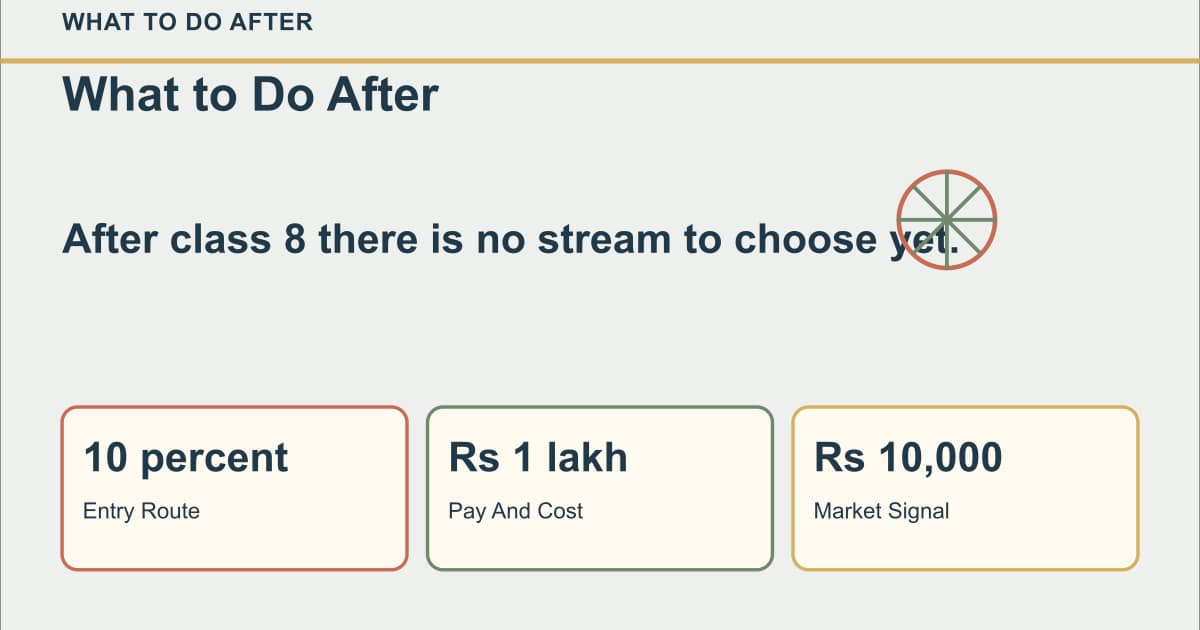 WHAT TO DO AFTER
What to Do After
After class 8 there is no stream to choose yet.
10 percent
Entry Route
Rs 1 lakh
Pay And Cost
Rs 10,000
Market Signal